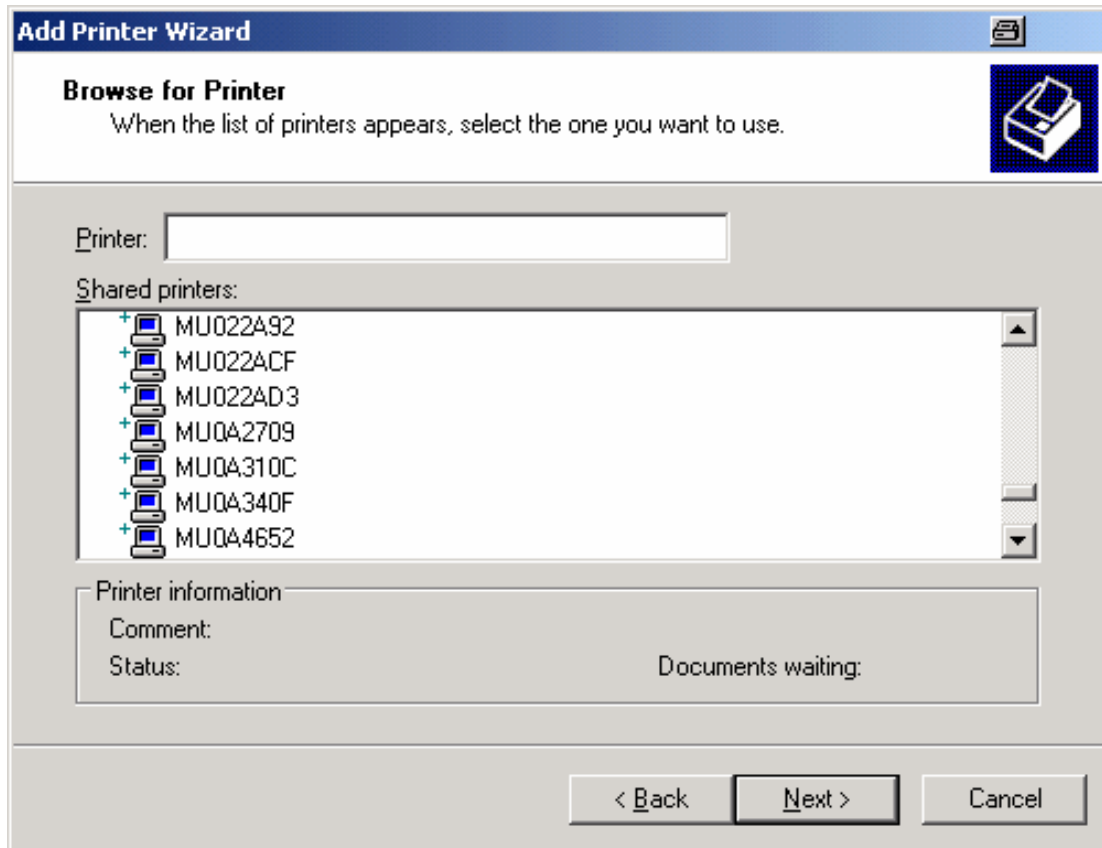 Add Printer Wizard
Browse for Printer
When the list of printers appears, select the one you want to use.
Printer:
Shared printers:
MU022A92
MU022ACF
MU022AD3
MU0A2709
MU0A310C
MU0A340F
MU0A4652
Printer information
Comment:
Status: Documents waiting:
< Back Next > Cancel